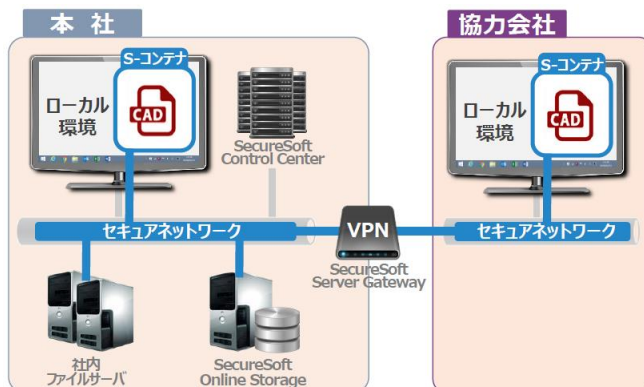 本 社
協力会社
S-コンテナ
ローカル
環境
CAD
SecureSoft
Control Center
S-コンテナ
ローカル
環境
CAD
セキュアネットワーク
VPN
セキュアネットワーク
SecureSoft
Server Gateway
社内
ファイルサーバ
SecureSoft
Online Storage